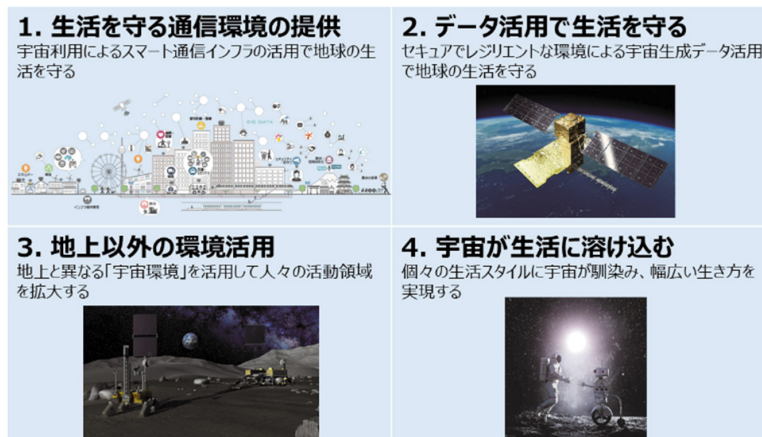 1. 生活を守る通信環境の提供
宇宙利用によるスマート通信インフラの活用で地球の生
活を守る
BIG DATA
2. データ活用で生活を守る
セキュアでレジリエントな環境による宇宙生成データ活用
で地球の生活を守る
3. 地上以外の環境活用
地上と異なる「宇宙環境」を活用して人々の活動領域
を拡大する
4. 宇宙が生活に溶け込む
個々の生活スタイルに宇宙が馴染み、幅広い生き方を
実現する